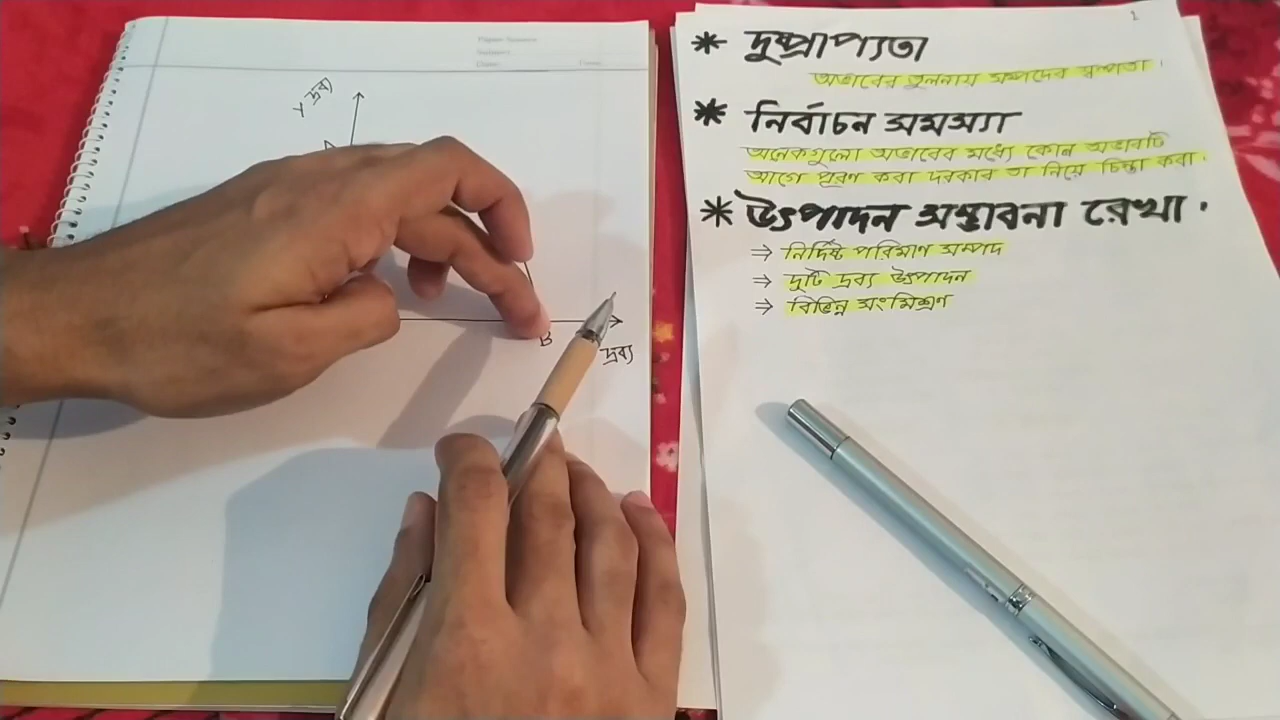 Y দ্রব্য
B
দ্রব্য
1
* দুষ্প্রাপ্যতা
অভাবের তুলনায় সম্পদের স্বল্পতা।
* নির্বাচন সমস্যা
অনেকগুলো অভাবের মধ্যে কোন অভাবটি
আগে পূরণ করা দরকার তা নিয়ে চিন্তা করা।
* উৎপাদন সম্ভাবনা রেখা।
⇒ নির্দিষ্ট পরিমাণ সম্পদ
⇒ দুটি দ্রব্য উৎপাদন
⇒ বিভিন্ন সংমিশ্রণ